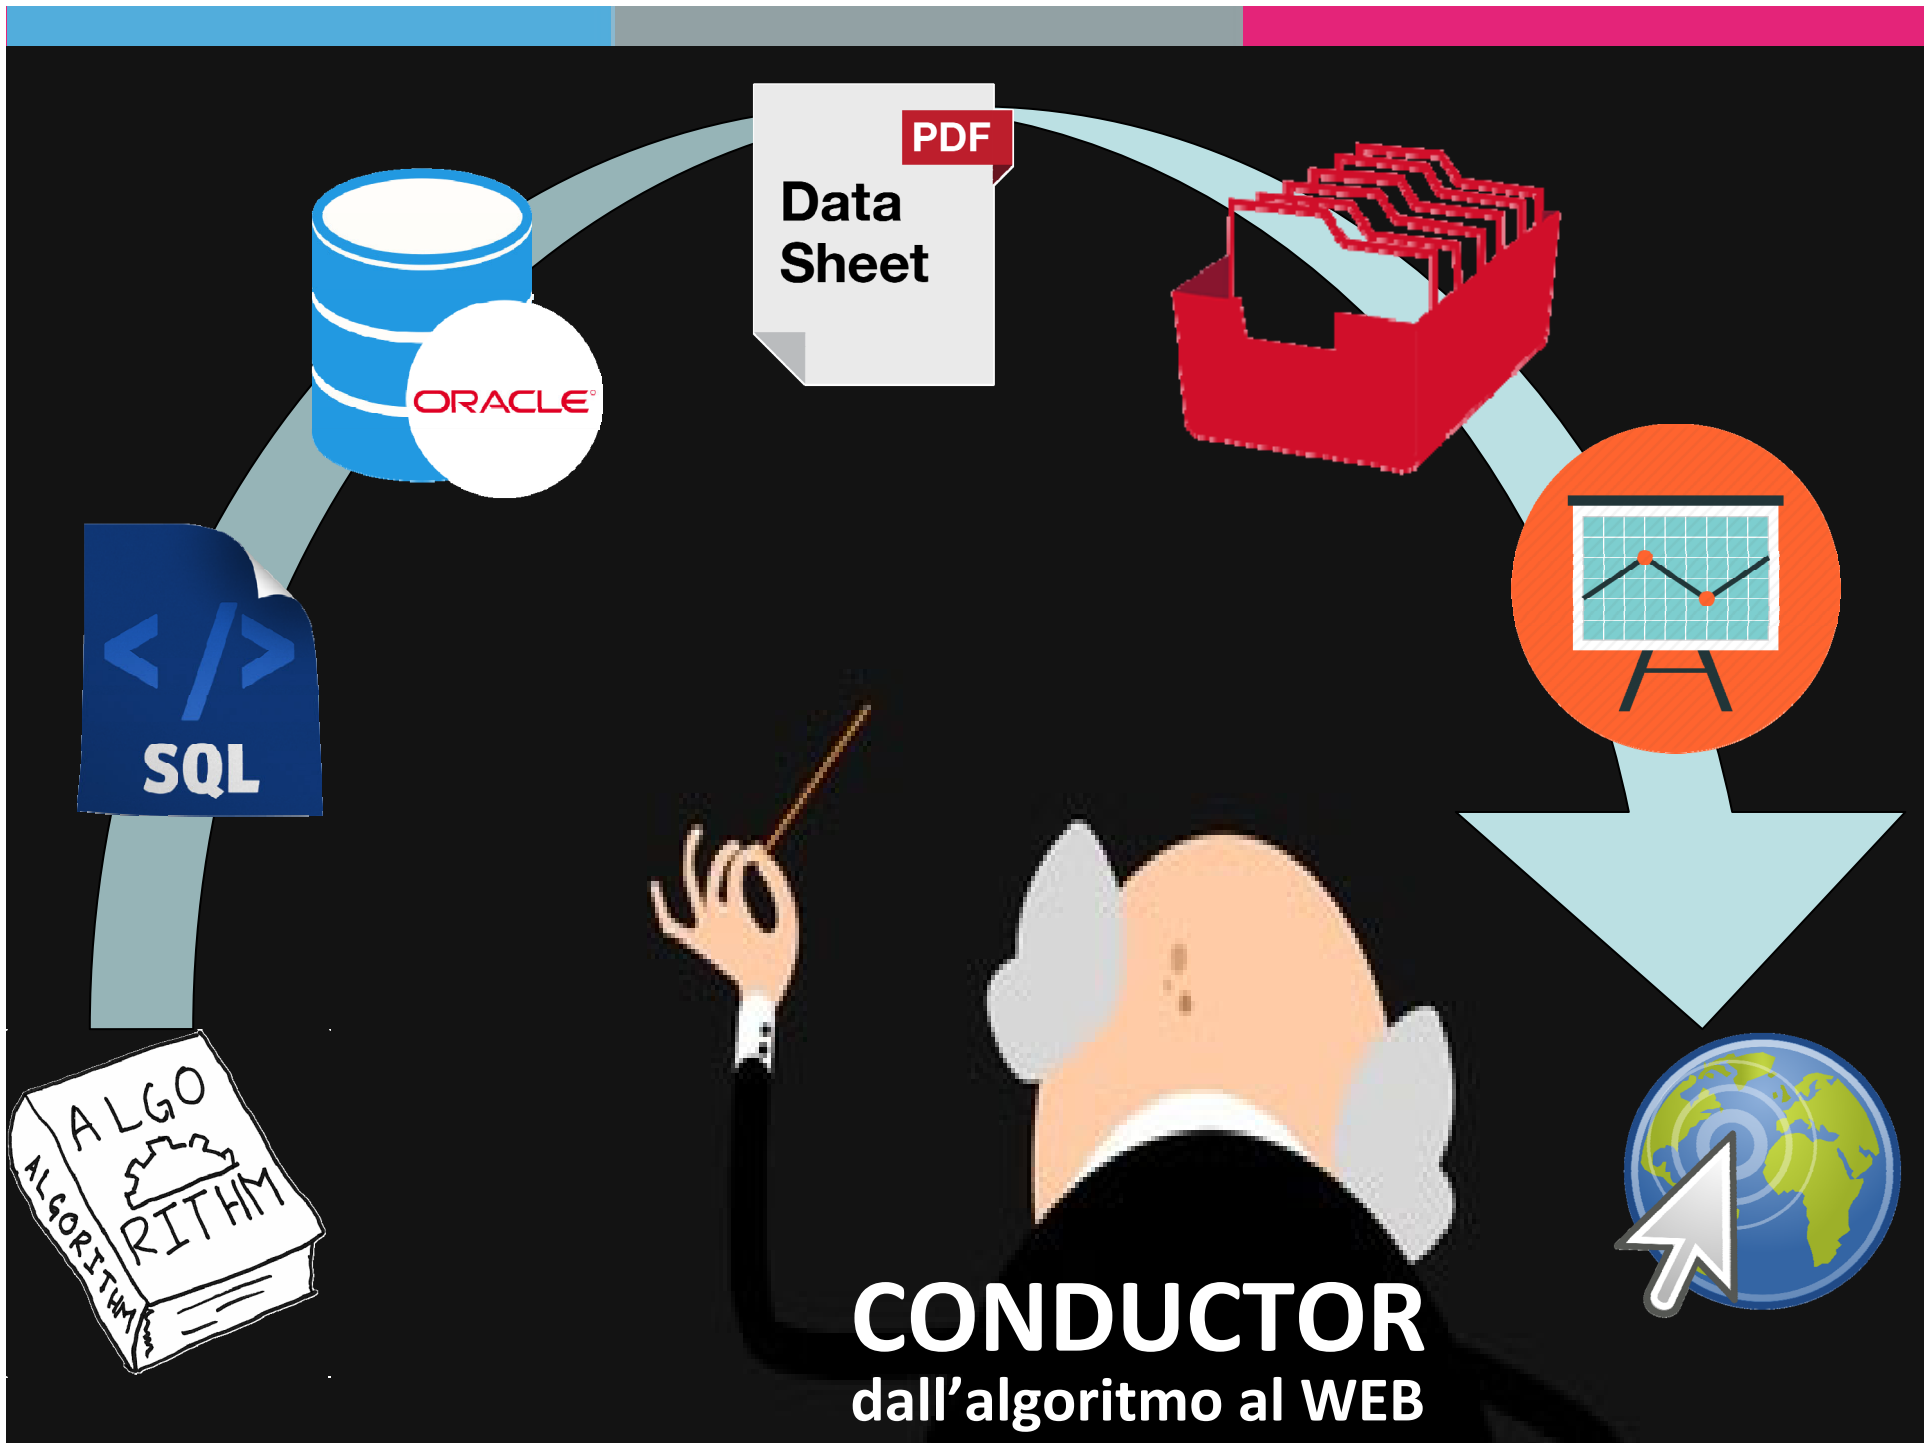 PDF
Data
Sheet
ORACLE
</>
SQL
ALGO
RITHM
ALGORITHM
CONDUCTOR
dall’algoritmo al WEB